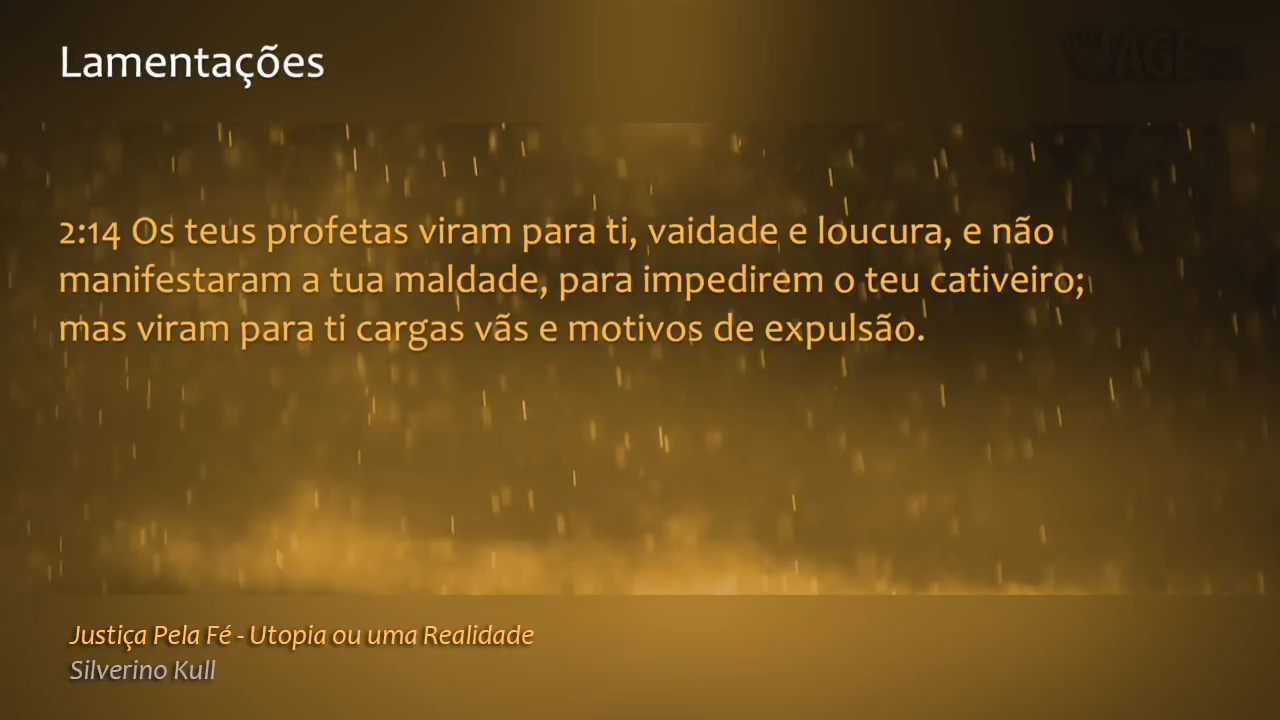 Lamentações
2:14 Os teus profetas viram para ti, vaidade e loucura, e não
manifestaram a tua maldade, para impedirem o teu cativeiro;
mas viram para ti cargas vãs e motivos de expulsão.
Justiça Pela Fé - Utopia ou uma Realidade
Silverino Kull